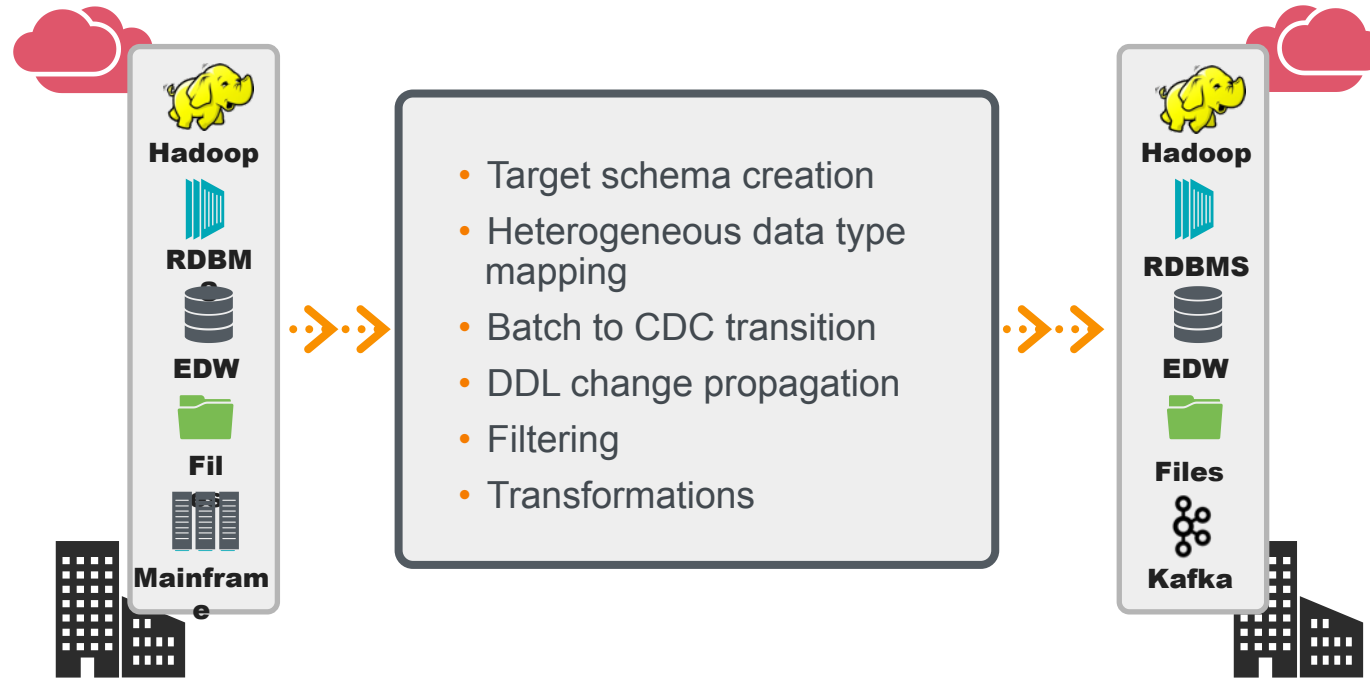 Hadoop
RDBM
S
EDW
Fil
es
Mainfram
e
• Target schema creation
• Heterogeneous data type
mapping
• Batch to CDC transition
• DDL change propagation
• Filtering
• Transformations
Hadoop
RDBMS
EDW
Files
Kafka